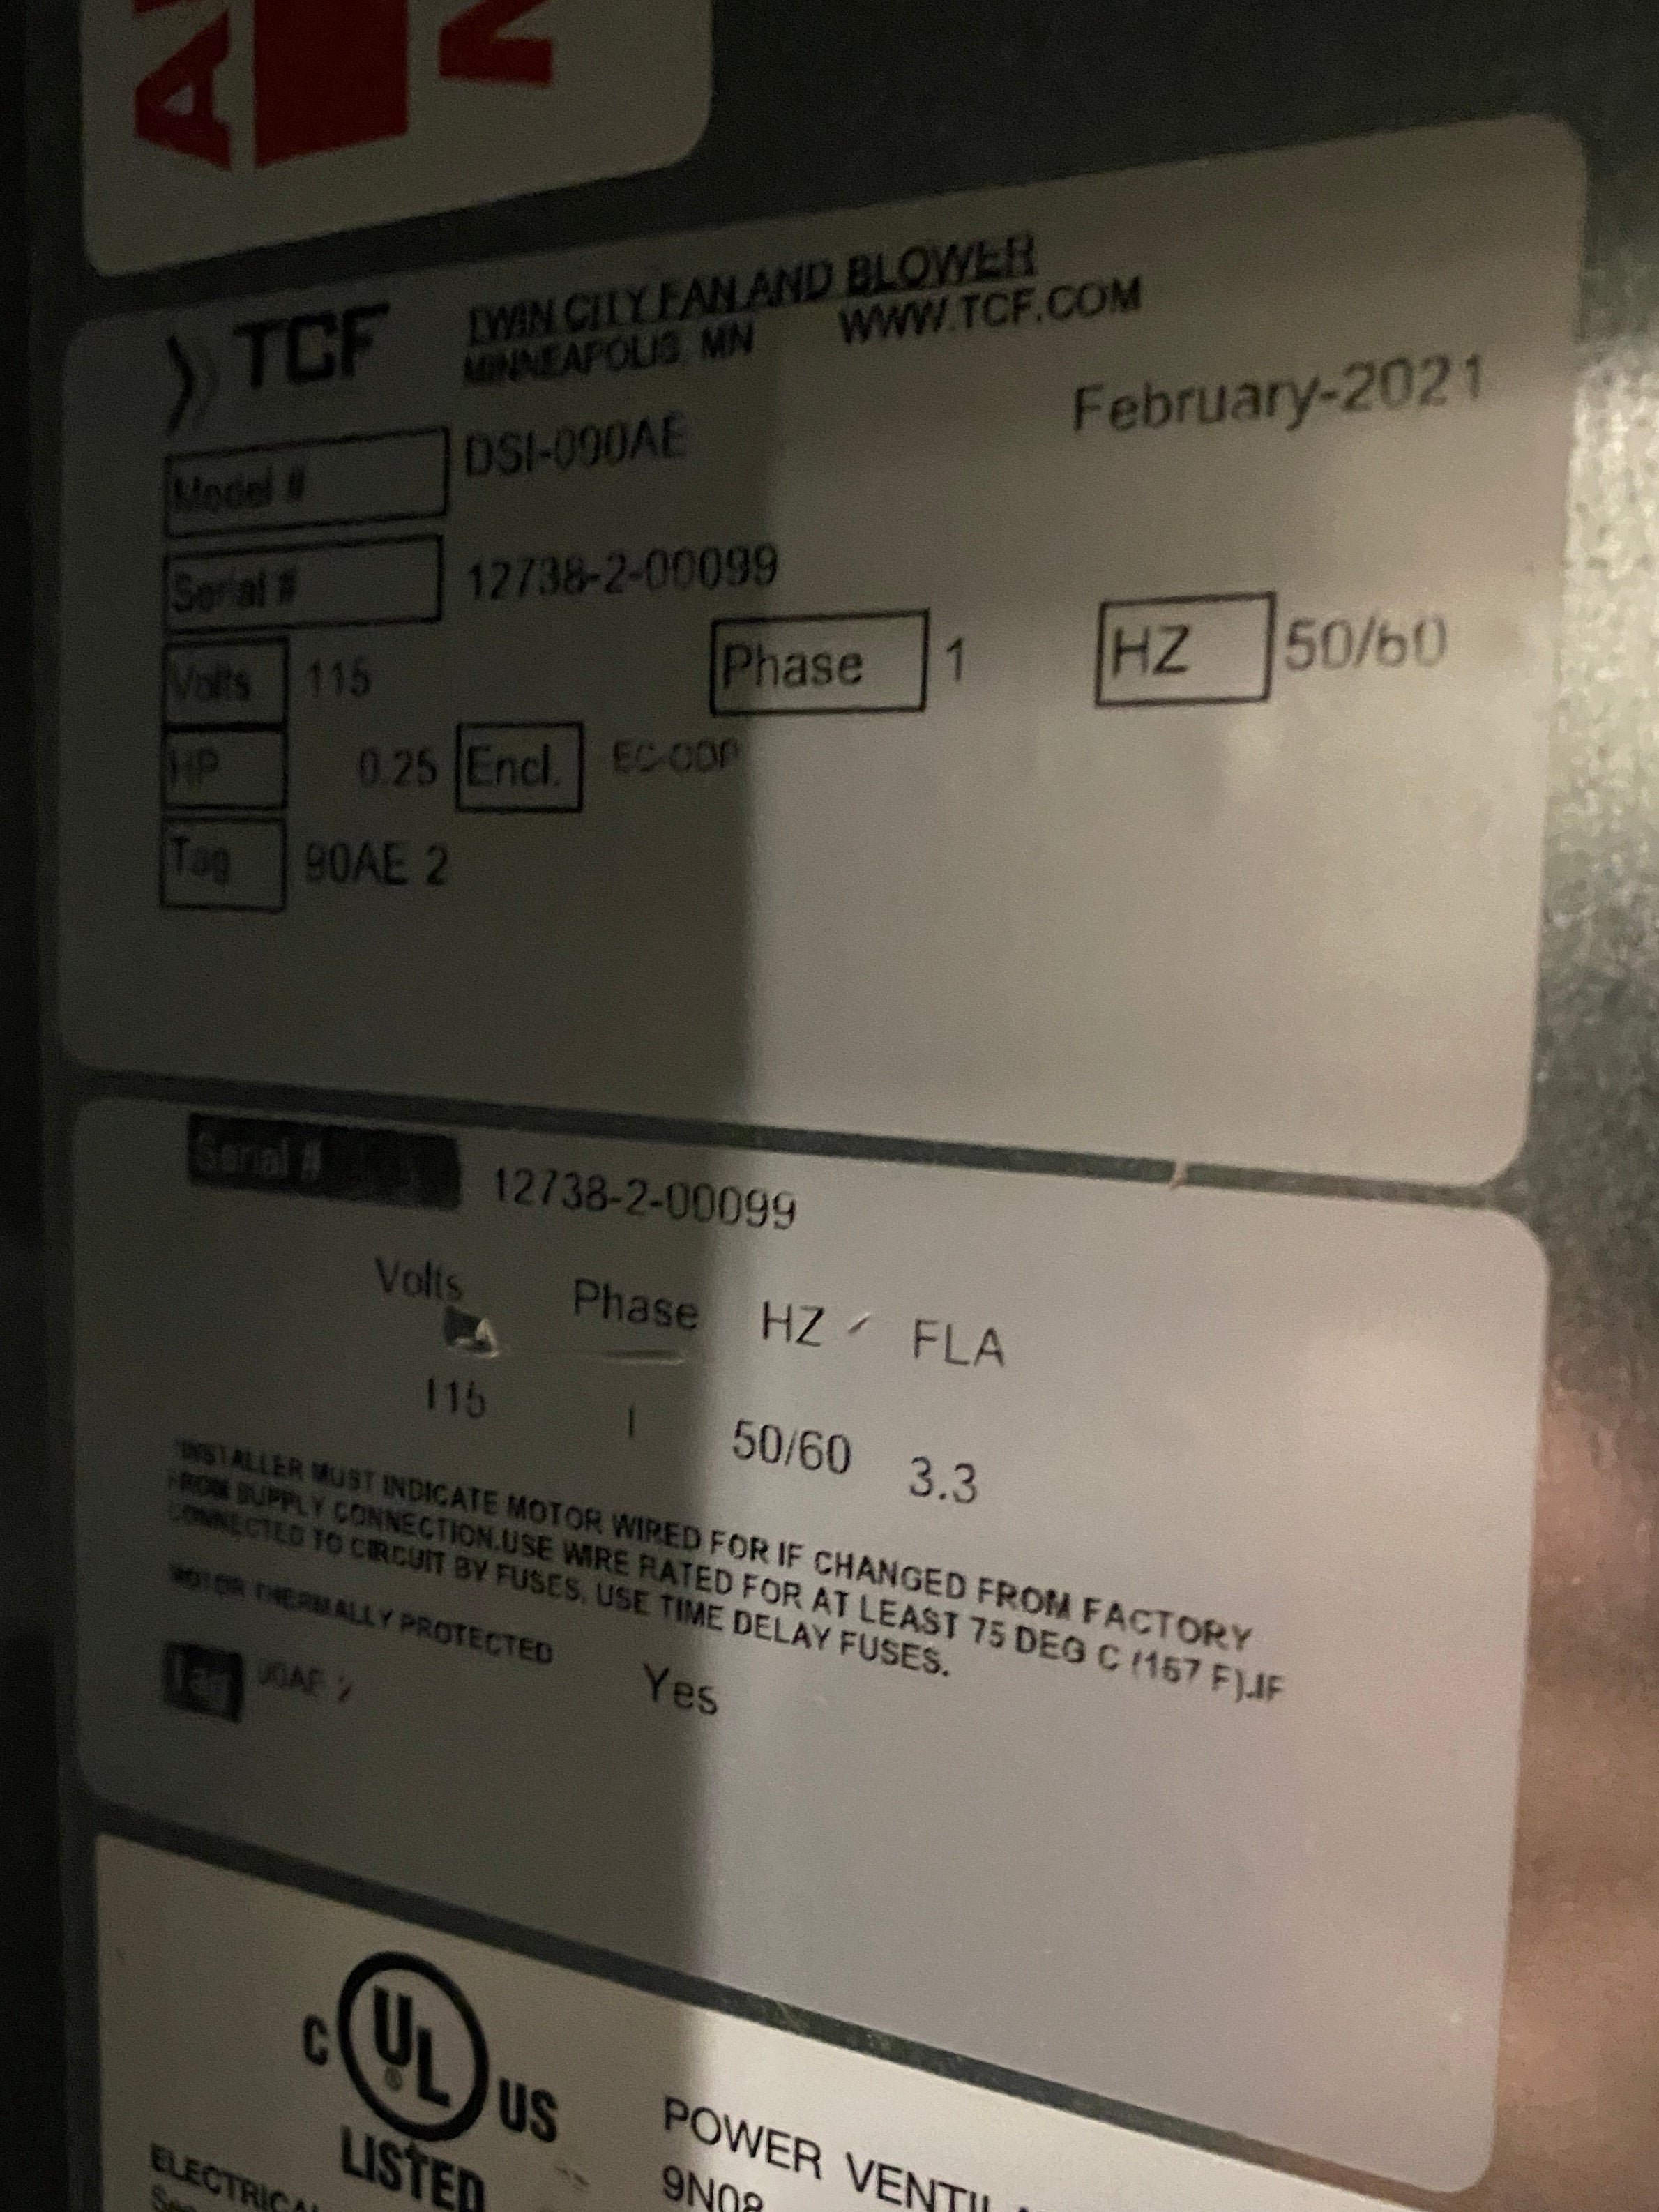 TCF TWIN CITY FAN AND BLOWER
MINNEAPOLIS, MN WWW.TCF.COM
February-2021
Model # DSI-090AE
Serial # 12738-2-00099
Volts 115 Phase 1 HZ 50/60
HP 0.25 Encl. EC-ODP
Tag 90AE 2
Serial # 12738-2-00099
Volts Phase HZ FLA
115 1 50/60 3.3
*INSTALLER MUST INDICATE MOTOR WIRED FOR IF CHANGED FROM FACTORY
FROM SUPPLY CONNECTION.USE WIRE RATED FOR AT LEAST 75 DEG C (167 F).IF
CONNECTED TO CIRCUIT BY FUSES, USE TIME DELAY FUSES.
MOTOR THERMALLY PROTECTED Yes
Tag 90AE 2
C UL ® US
LISTED
POWER
9N08